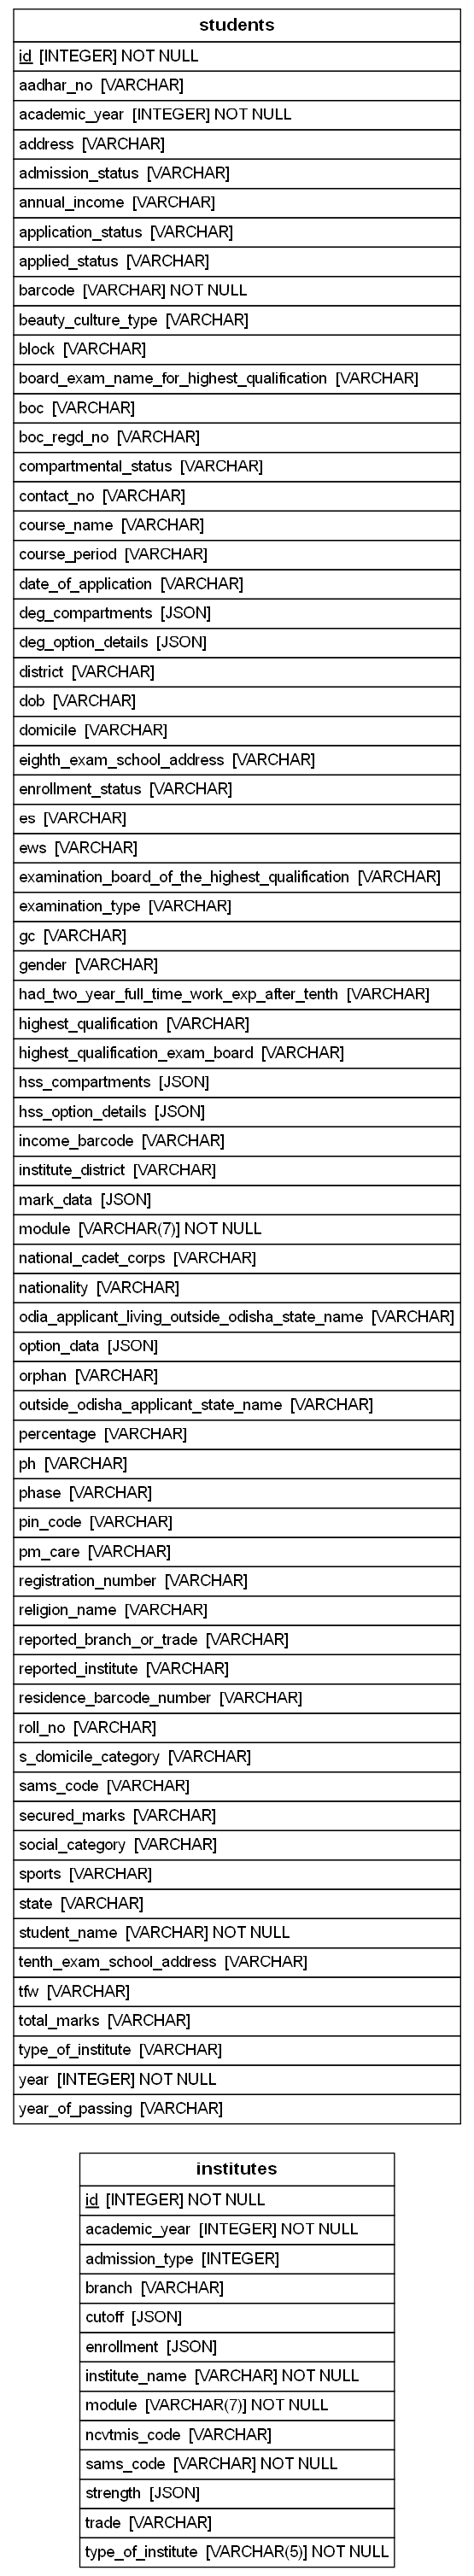 students
id [INTEGER] NOT NULL
aadhar_no [VARCHAR]
academic_year [INTEGER] NOT NULL
address [VARCHAR]
admission_status [VARCHAR]
annual_income [VARCHAR]
application_status [VARCHAR]
applied_status [VARCHAR]
barcode [VARCHAR] NOT NULL
beauty_culture_type [VARCHAR]
block [VARCHAR]
board_exam_name_for_highest_qualification [VARCHAR]
boc [VARCHAR]
boc_regd_no [VARCHAR]
compartmental_status [VARCHAR]
contact_no [VARCHAR]
course_name [VARCHAR]
course_period [VARCHAR]
date_of_application [VARCHAR]
deg_compartments [JSON]
deg_option_details [JSON]
district [VARCHAR]
dob [VARCHAR]
domicile [VARCHAR]
eighth_exam_school_address [VARCHAR]
enrollment_status [VARCHAR]
es [VARCHAR]
ews [VARCHAR]
examination_board_of_the_highest_qualification [VARCHAR]
examination_type [VARCHAR]
gc [VARCHAR]
gender [VARCHAR]
had_two_year_full_time_work_exp_after_tenth [VARCHAR]
highest_qualification [VARCHAR]
highest_qualification_exam_board [VARCHAR]
hss_compartments [JSON]
hss_option_details [JSON]
income_barcode [VARCHAR]
institute_district [VARCHAR]
mark_data [JSON]
module [VARCHAR(7)] NOT NULL
national_cadet_corps [VARCHAR]
nationality [VARCHAR]
odia_applicant_living_outside_odisha_state_name [VARCHAR]
option_data [JSON]
orphan [VARCHAR]
outside_odisha_applicant_state_name [VARCHAR]
percentage [VARCHAR]
ph [VARCHAR]
phase [VARCHAR]
pin_code [VARCHAR]
pm_care [VARCHAR]
registration_number [VARCHAR]
religion_name [VARCHAR]
reported_branch_or_trade [VARCHAR]
reported_institute [VARCHAR]
residence_barcode_number [VARCHAR]
roll_no [VARCHAR]
s_domicile_category [VARCHAR]
sams_code [VARCHAR]
secured_marks [VARCHAR]
social_category [VARCHAR]
sports [VARCHAR]
state [VARCHAR]
student_name [VARCHAR] NOT NULL
tenth_exam_school_address [VARCHAR]
tfw [VARCHAR]
total_marks [VARCHAR]
type_of_institute [VARCHAR]
year [INTEGER] NOT NULL
year_of_passing [VARCHAR]
institutes
id [INTEGER] NOT NULL
academic_year [INTEGER] NOT NULL
admission_type [INTEGER]
branch [VARCHAR]
cutoff [JSON]
enrollment [JSON]
institute_name [VARCHAR] NOT NULL
module [VARCHAR(7)] NOT NULL
ncvtmis_code [VARCHAR]
sams_code [VARCHAR] NOT NULL
strength [JSON]
trade [VARCHAR]
type_of_institute [VARCHAR(5)] NOT NULL